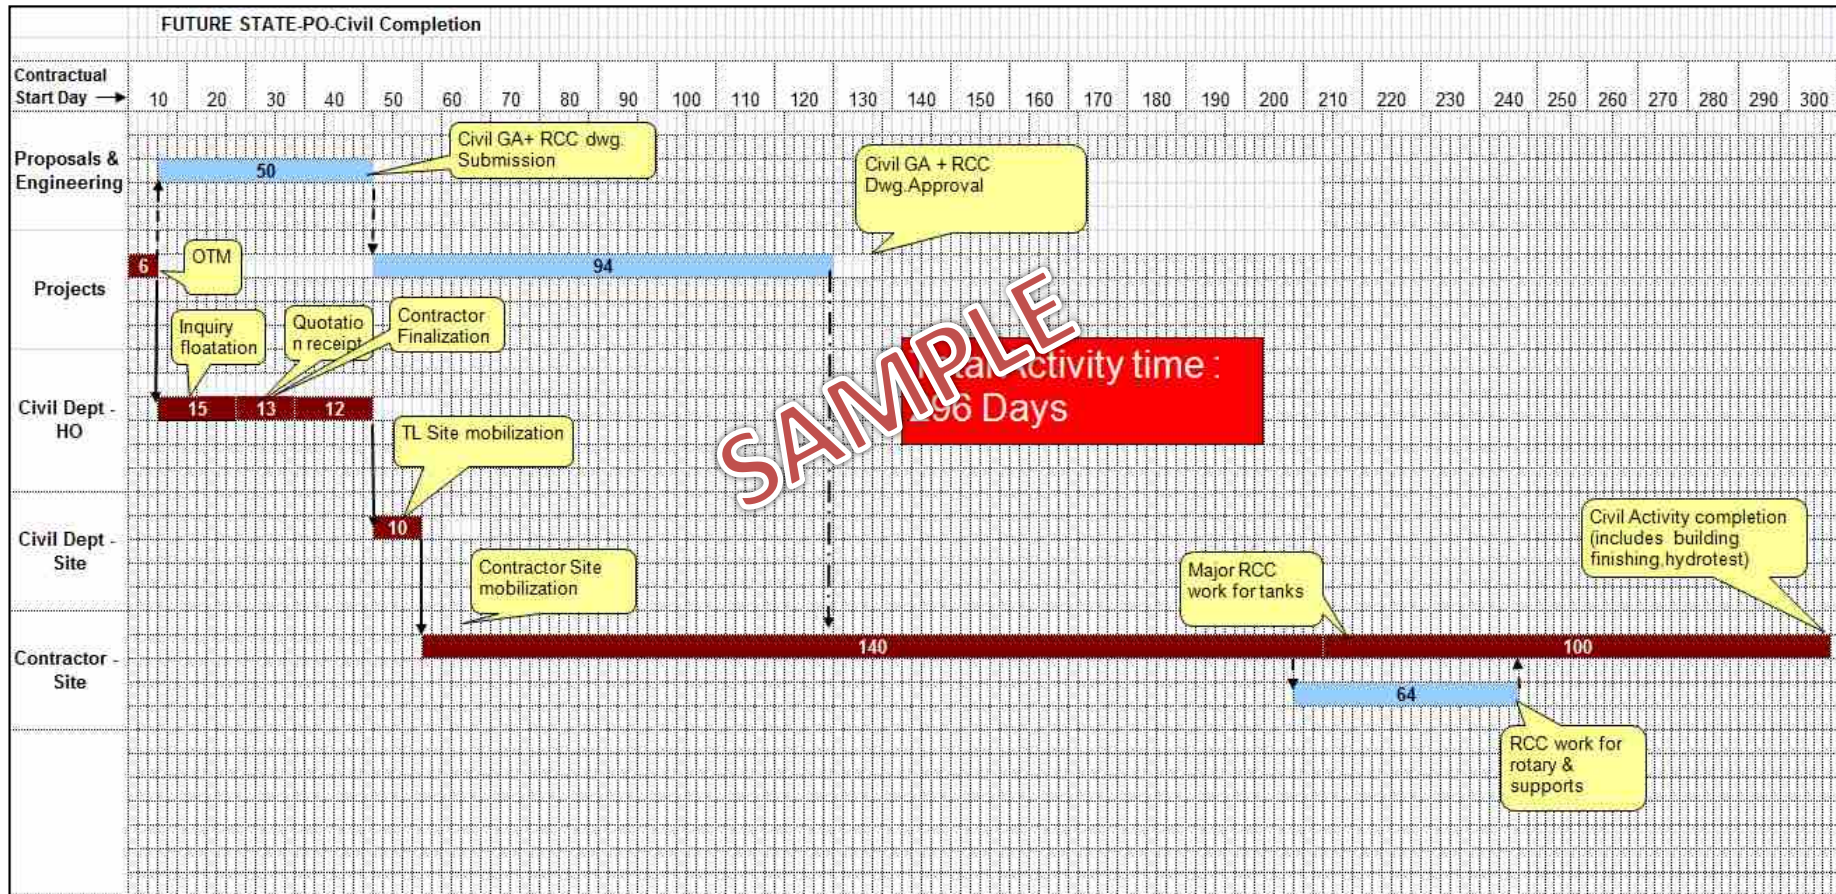 FUTURE STATE-PO-Civil Completion
Contractual
Start Day
10 20 30 40 50 60 70 80 90 100 110 120 130 140 150 160 170 180 190 200 210 220 230 240 250 260 270 280 290 300
Proposals &
Engineering
50
Civil GA+ RCC dwg.
Submission
Civil GA + RCC
Dwg.Approval
Projects
6
OTM
94
Inquiry
floatation
Quotatio
n receipt
Contractor
Finalization
Activity time :
Days
SAMPLE
Civil Dept -
HO
15 13 12
TL Site mobilization
Civil Dept -
Site
10
Contractor Site
mobilization
Major RCC
work for tanks
Civil Activity completion
(includes building
finishing,hydrotest)
Contractor -
Site
140 100
64
RCC work for
rotary &
supports